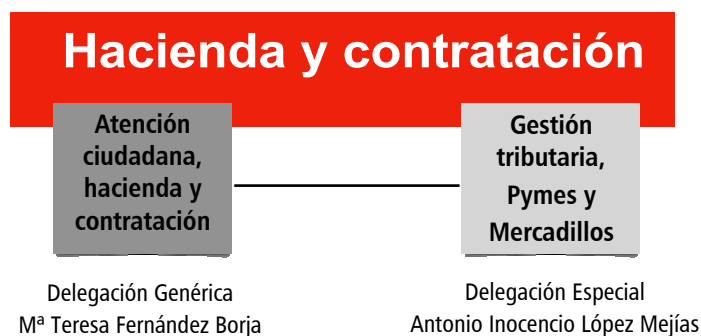 Hacienda y contratación
Atención
ciudadana,
hacienda y
contratación
Gestión
tributaria,
Pymes y
Mercadillos
Delegación Genérica
Mª Teresa Fernández Borja
Delegación Especial
Antonio Inocencio López Mejías